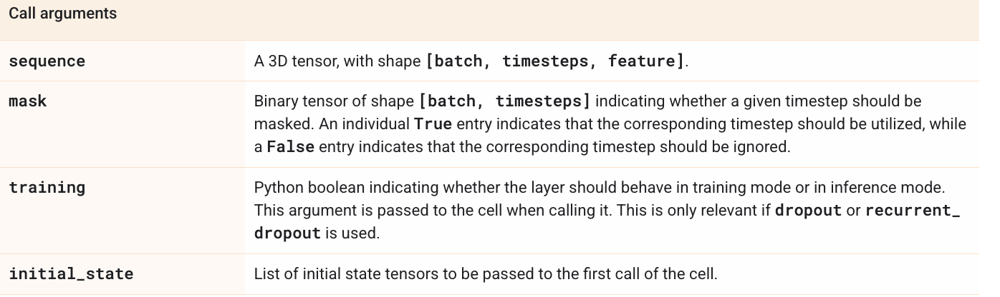 Call arguments
sequence
A 3D tensor, with shape [batch, timesteps, feature].
mask
Binary tensor of shape [batch, timesteps] indicating whether a given timestep should be
masked. An individual True entry indicates that the corresponding timestep should be utilized, while
a False entry indicates that the corresponding timestep should be ignored.
training
Python boolean indicating whether the layer should behave in training mode or in inference mode.
This argument is passed to the cell when calling it. This is only relevant if dropout or recurrent_
dropout is used.
initial_state
List of initial state tensors to be passed to the first call of the cell.